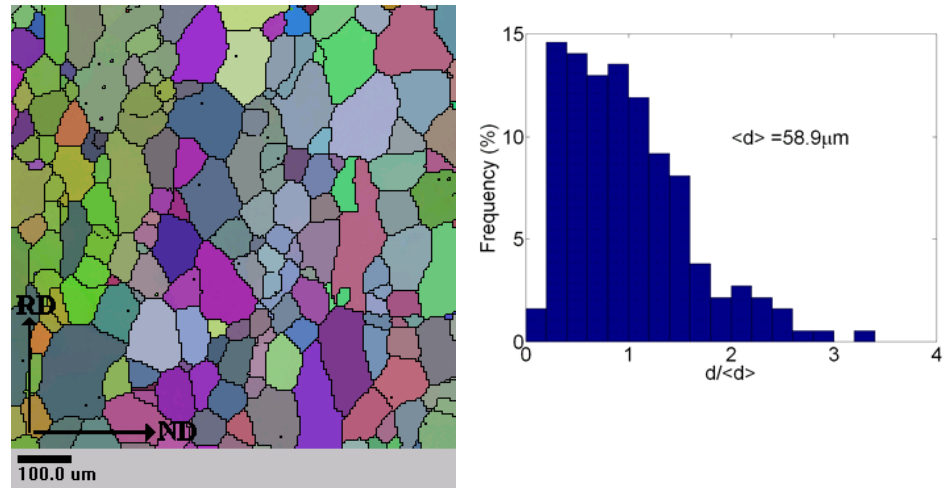 RD
ND
100.0 um
15
10
5
0
Frequency (%)
<d> =58.9μm
0 1 2 3 4
d/<d>